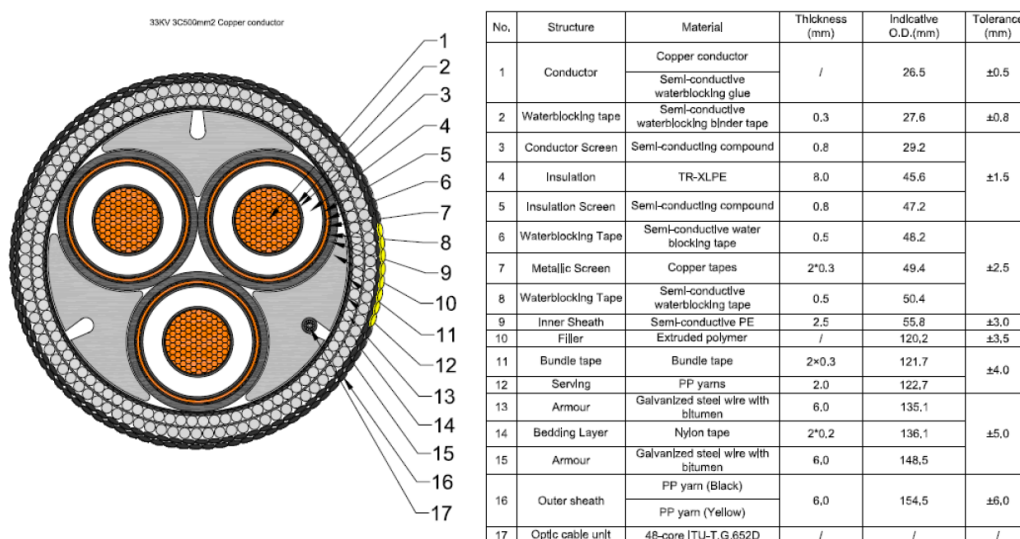 33KV 3C500mm2 Copper conductor
1
2
3
4
5
6
7
8
9
10
11
12
13
14
15
16
17
No. Structure Material Thickness (mm) Indicative O.D.(mm) Tolerance (mm)
1 Conductor Copper conductor / 26.5 ±0.5
Semi-conductive waterblocking glue
2 Waterblocking tape Semi-conductive waterblocking binder tape 0.3 27.6 ±0.8
3 Conductor Screen Semi-conducting compound 0.8 29.2 ±1.5
4 Insulation TR-XLPE 8.0 45.6
5 Insulation Screen Semi-conducting compound 0.8 47.2
6 Waterblocking Tape Semi-conductive water blocking tape 0.5 48.2 ±2.5
7 Metallic Screen Copper tapes 2*0.3 49.4
8 Waterblocking Tape Semi-conductive waterblocking tape 0.5 50.4
9 Inner Sheath Semi-conductive PE 2.5 55.8 ±3.0
10 Filler Extruded polymer / 120.2 ±3.5
11 Bundle tape Bundle tape 2×0.3 121.7 ±4.0
12 Serving PP yarns 2.0 122.7
13 Armour Galvanized steel wire with bitumen 6.0 135.1 ±5.0
14 Bedding Layer Nylon tape 2*0.2 136.1
15 Armour Galvanized steel wire with bitumen 6.0 148.5
16 Outer sheath PP yarn (Black) 6.0 154.5 ±6.0
PP yarn (Yellow)
17 Optic cable unit 48-core ITU-T.G.652D / / /